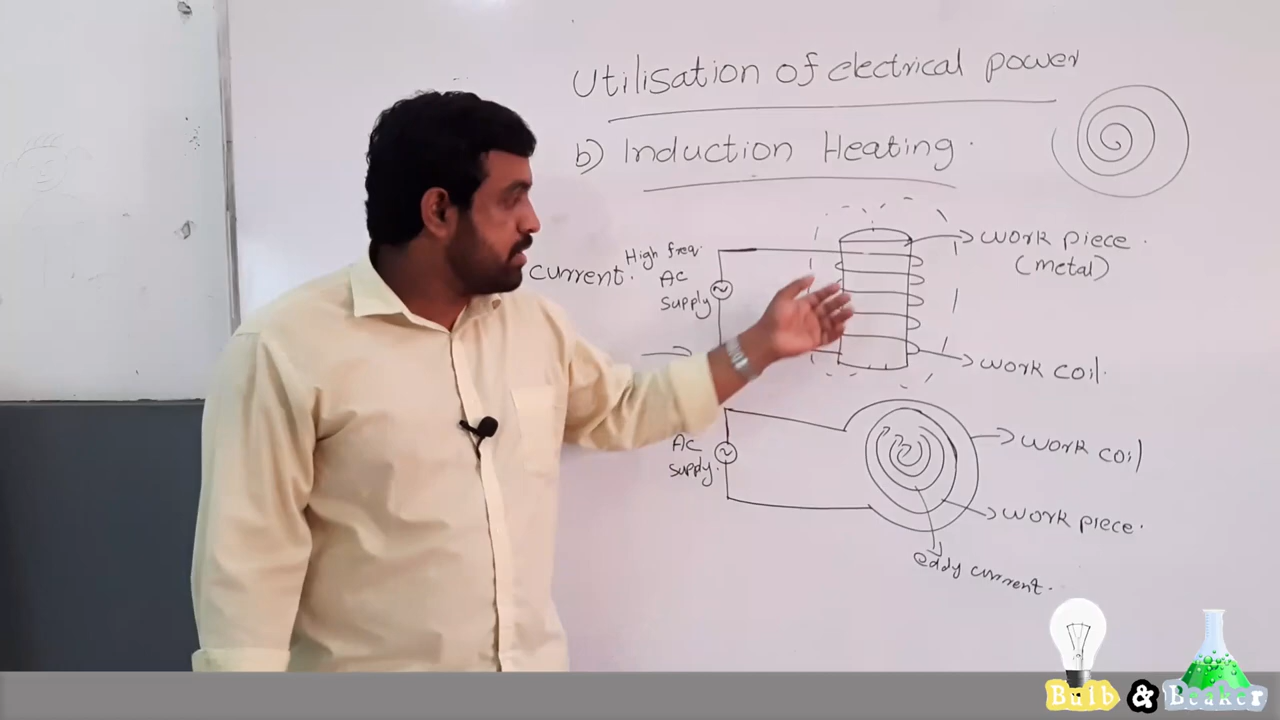 Utilisation of electrical power
b) Induction Heating.
current.
High freq.
AC
supply
work piece.
(metal)
work coil.
AC
supply.
work coil
work piece.
eddy current.
Bulb & Beaker